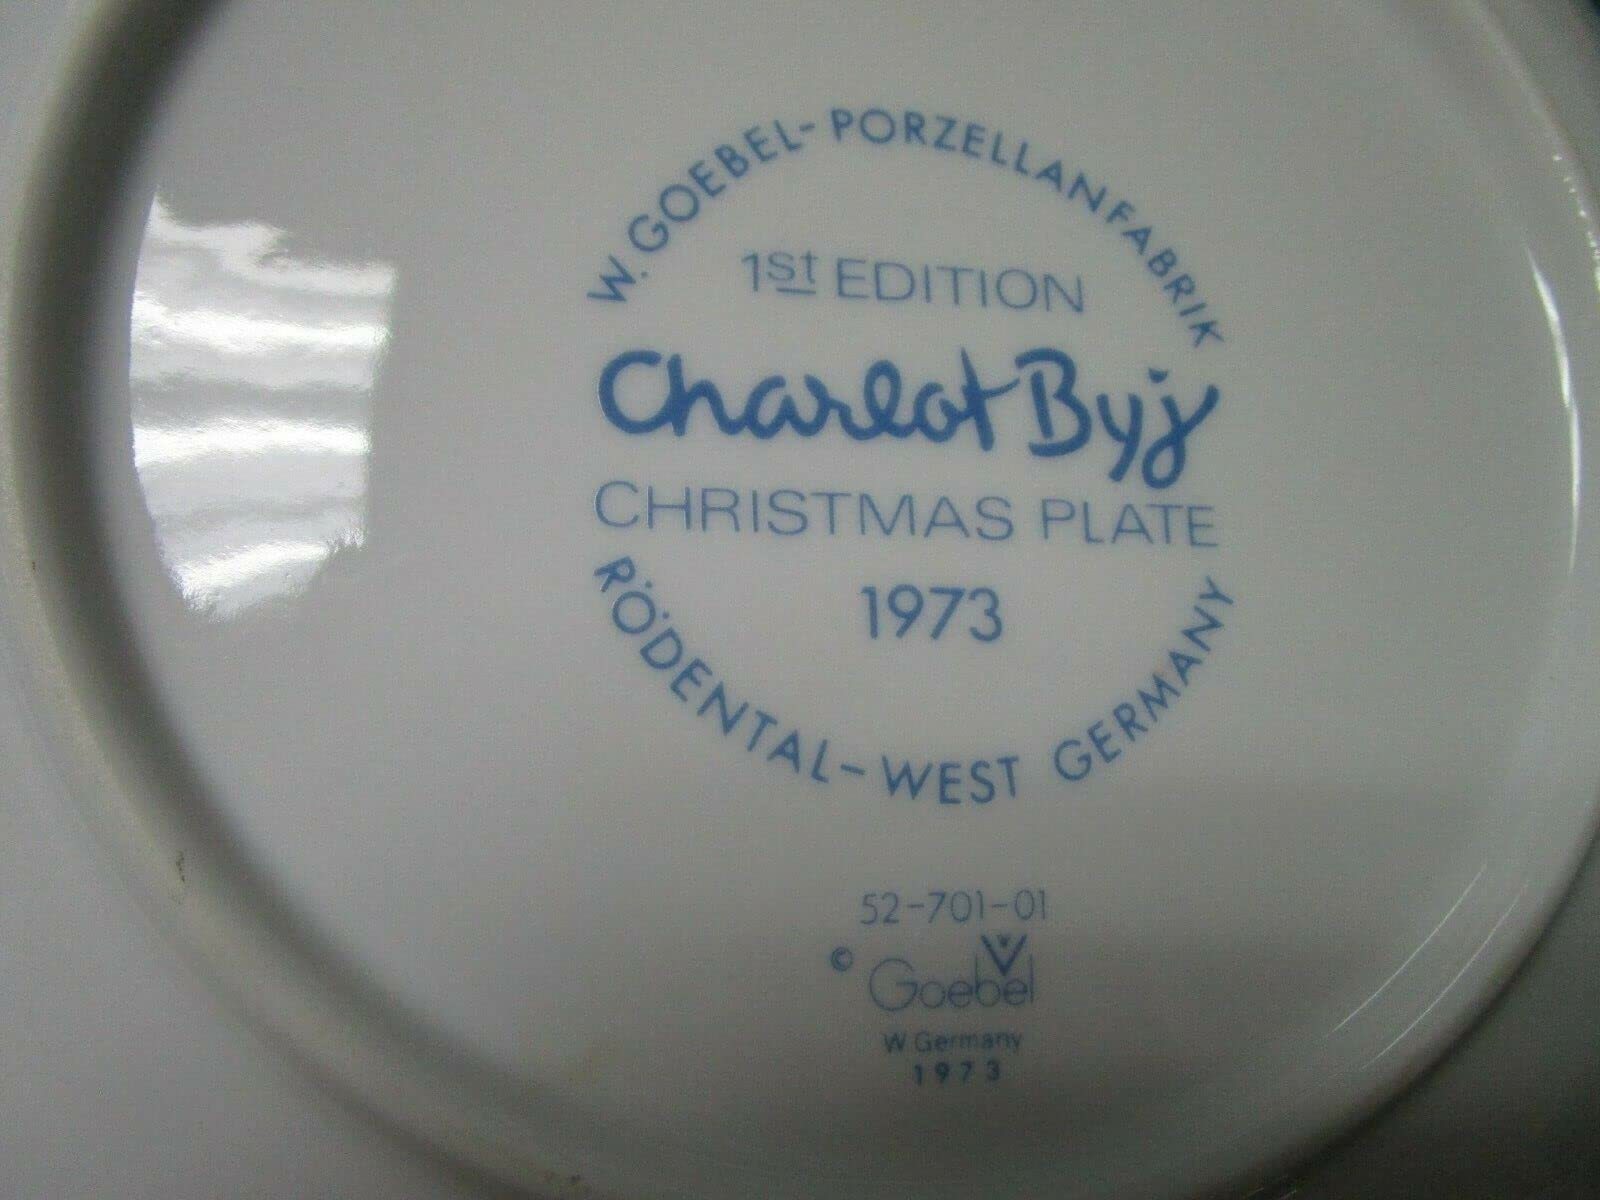 W. GOEBEL-PORZELLANFABRIK
1st EDITION
Charlot Byj
CHRISTMAS PLATE
1973
RÖDENTAL-WEST GERMANY
52-701-01
© Goebel
W Germany
1973